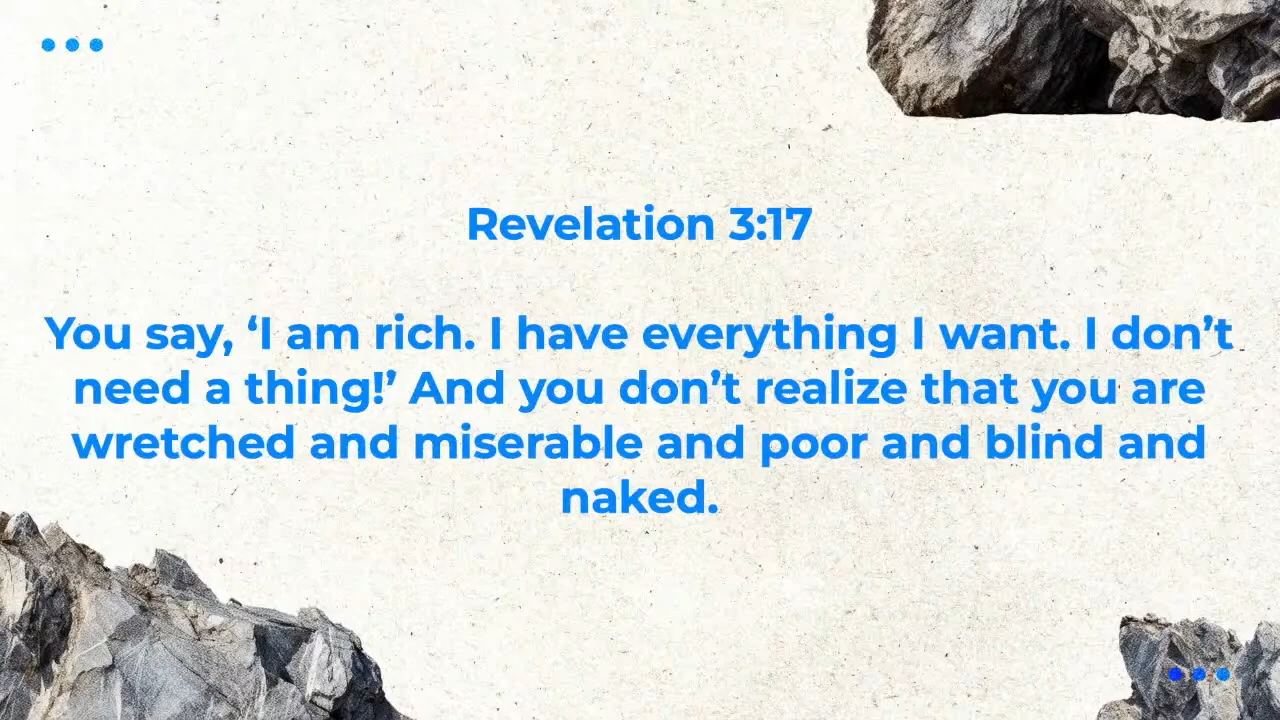 Revelation 3:17
You say, ‘I am rich. I have everything I want. I don’t
need a thing!’ And you don’t realize that you are
wretched and miserable and poor and blind and
naked.